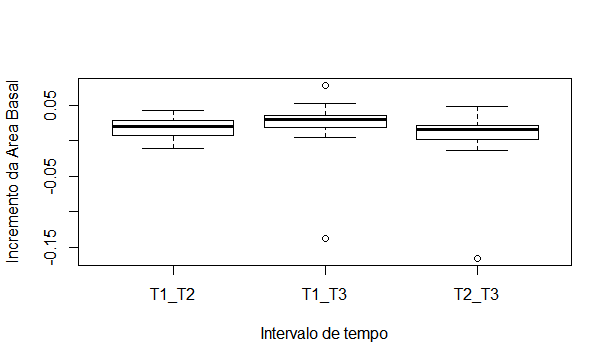 Incremento da Area Basal
0.05
-0.05
-0.15
T1_T2
T1_T3
T2_T3
Intervalo de tempo